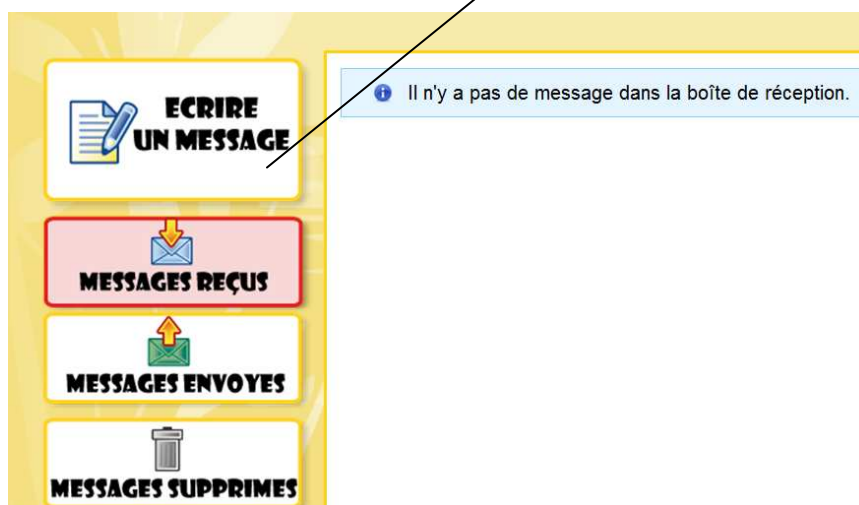 ECRIRE
UN MESSAGE
Il n'y a pas de message dans la boîte de réception.
MESSAGES REÇUS
MESSAGES ENVOYES
MESSAGES SUPPRIMES